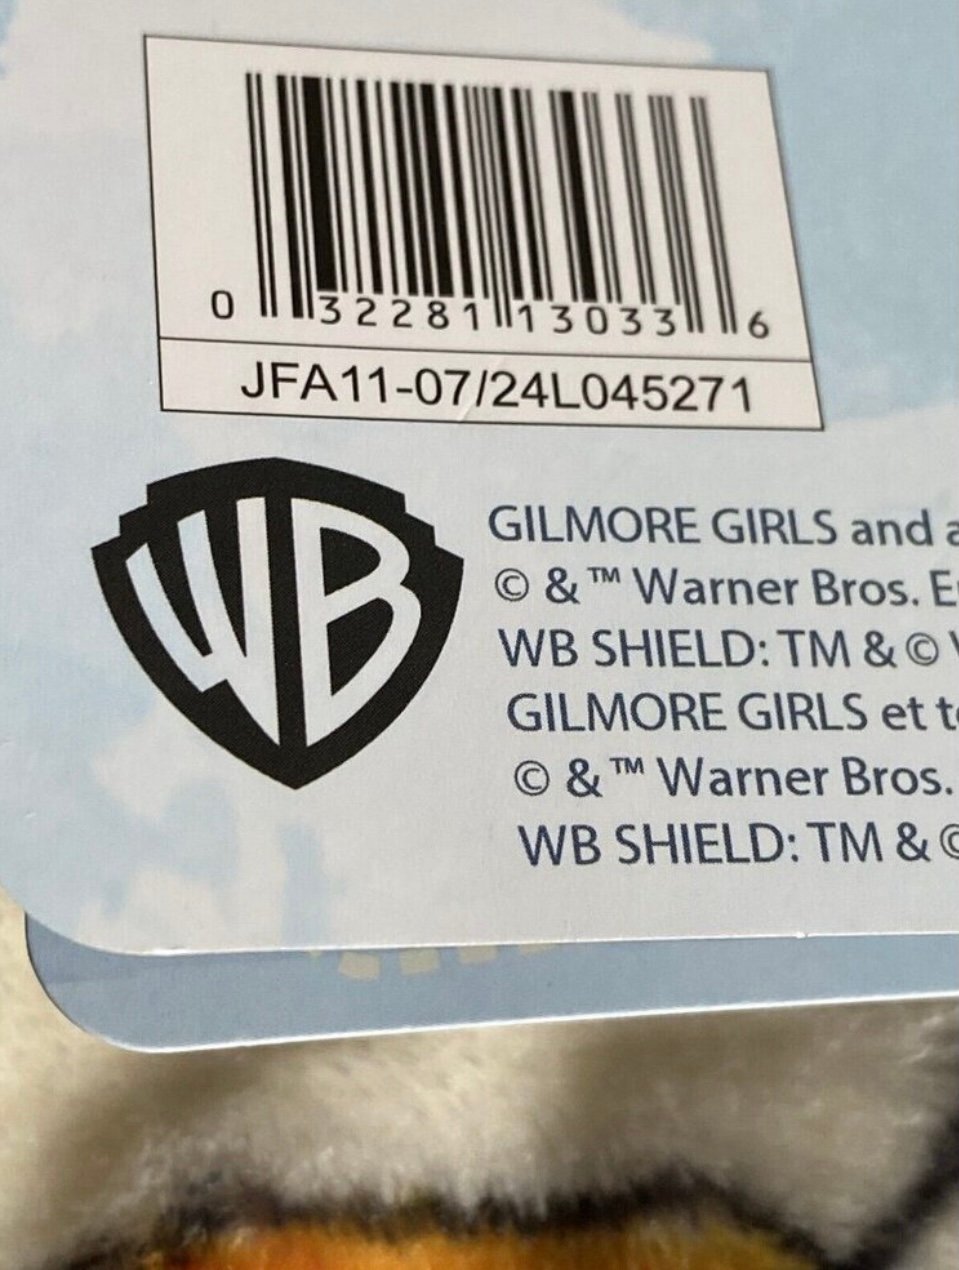 0 32281 13033 6
JFA11-07/24L045271
WB
GILMORE GIRLS and
© & ™ Warner Bros.
WB SHIELD: TM & ©
GILMORE GIRLS et
© & ™ Warner Bros.
WB SHIELD: TM & ©